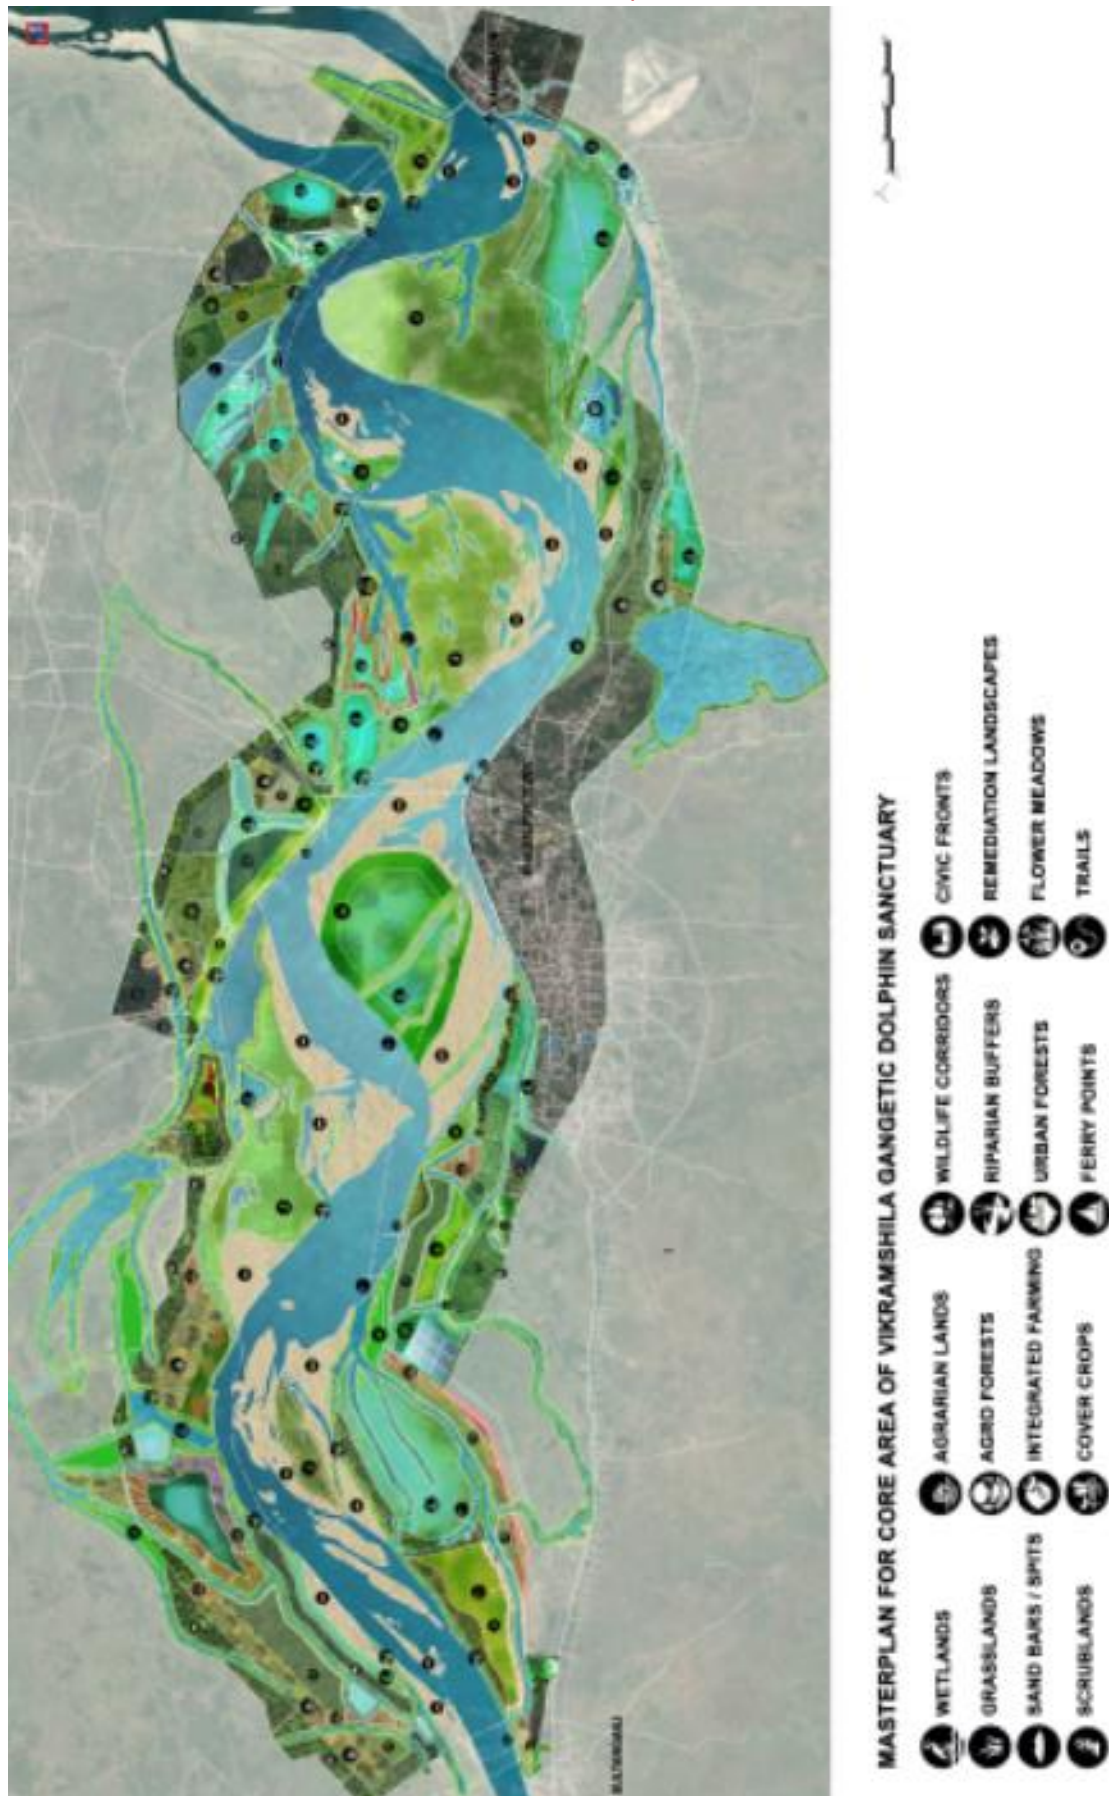 MASTERPLAN FOR CORE AREA OF VIKRAMSHILA GANGETIC DOLPHIN SANCTUARY
WETLANDS
AGRARIAN LANDS
WILDLIFE CORRIDORS
CIVIC FRONTS
GRASSLANDS
AGRO FORESTS
RIPARIAN BUFFERS
REMEDIATION LANDSCAPES
SAND BARS / SPITS
INTEGRATED FARMING
URBAN FORESTS
FLOWER MEADOWS
SCRUBLANDS
COVER CROPS
FERRY POINTS
TRAILS